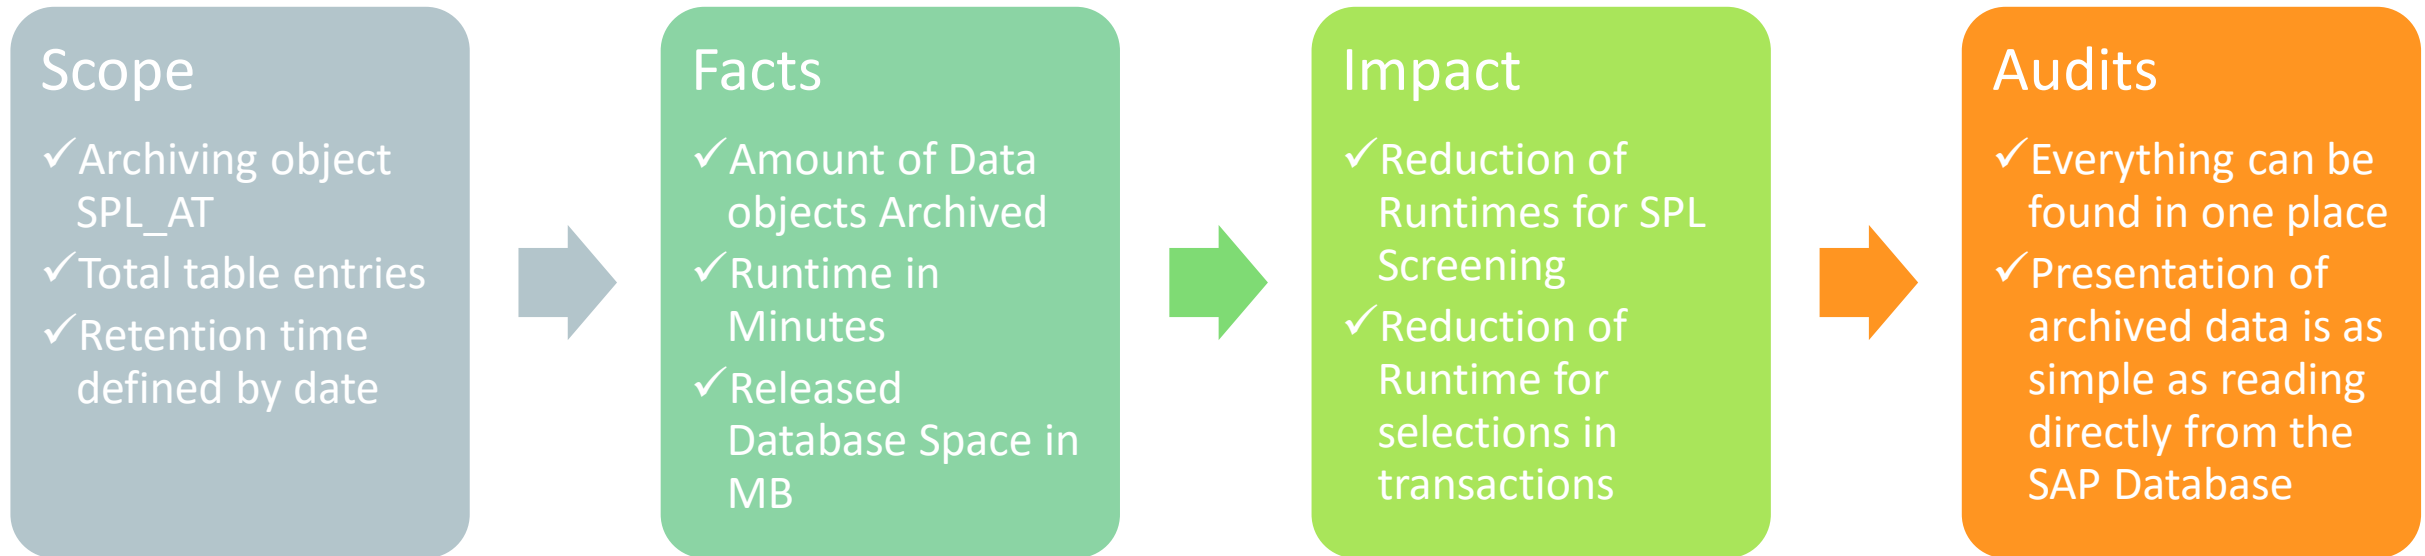 Scope
✓Archiving object
SPL_AT
✓Total table entries
✓Retention time
defined by date
Facts
✓Amount of Data
objects Archived
✓Runtime in
Minutes
✓Released
Database Space in
MB
Impact
✓Reduction of
Runtimes for SPL
Screening
✓Reduction of
Runtime for
selections in
transactions
Audits
✓Everything can be
found in one place
✓Presentation of
archived data is as
simple as reading
directly from the
SAP Database